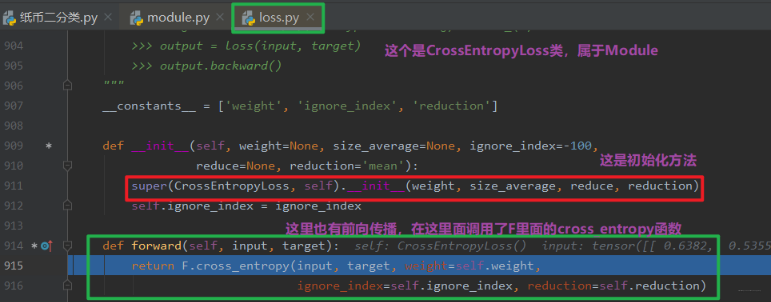 纸币二分类.py × module.py × loss.py ×
904 >>> output = loss(input, target)
905 >>> output.backward()
这个是CrossEntropyLoss类，属于Module
906 """
907 __constants__ = ['weight', 'ignore_index', 'reduction']
908
909 * def __init__(self, weight=None, size_average=None, ignore_index=-100,
910 reduce=None, reduction='mean'):
这是初始化方法
911 super(CrossEntropyLoss, self).__init__(weight, size_average, reduce, reduction)
912 self.ignore_index = ignore_index
这里也有前向传播，在这里面调用了F里面的cross_entropy函数
914 * def forward(self, input, target): self: CrossEntropyLoss() input: tensor([[ 0.6382, 0.5355
915 return F.cross_entropy(input, target, weight=self.weight,
916 ignore_index=self.ignore_index, reduction=self.reduction)